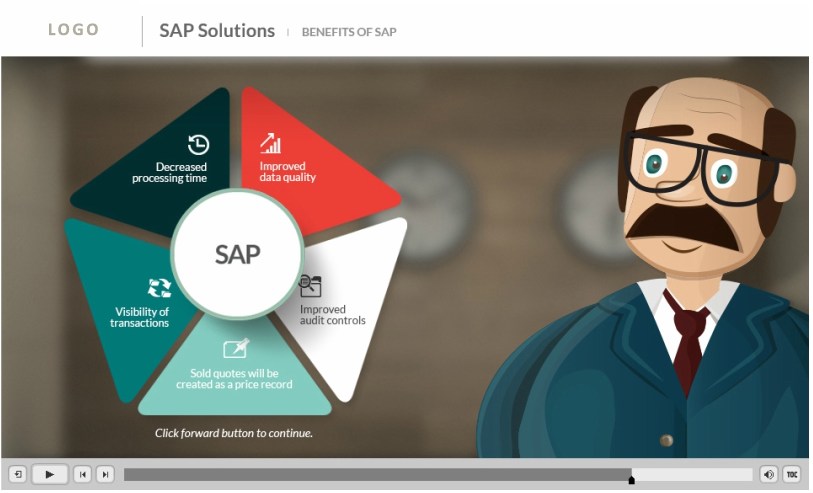 LOGO
SAP Solutions | BENEFITS OF SAP
Decreased
processing time
Improved
data quality
SAP
Visibility of
transactions
Improved
audit controls
Sold quotes will be
created as a price record
Click forward button to continue.
TOC